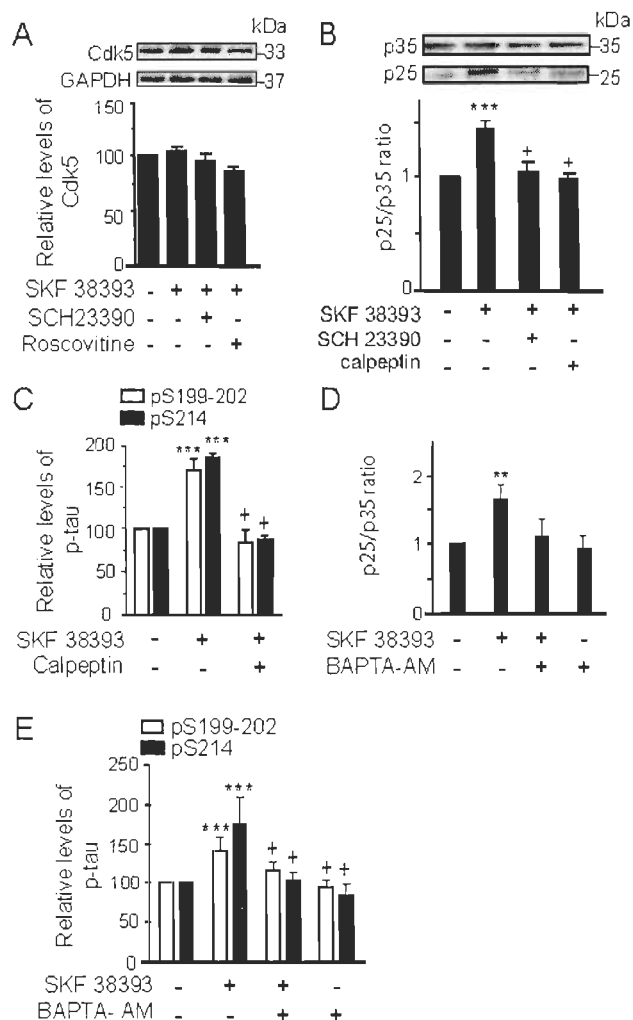 A
kDa
Cdk5
33
GAPDH
37
Relative levels of
Cdk5
150
100
50
0
SKF 38393 - + + +
SCH23390 - - + -
Roscovitine - - - +
B
kDa
p35
35
p25
25
p25/p35 ratio
1
0
***
+
+
SKF 38393 - + + +
SCH 23390 - - + -
calpeptin - - - +
C
pS199-202
pS214
Relative levels of
p-tau
200
150
100
50
0
*** ***
+ +
SKF 38393 - + +
Calpeptin - - +
D
p25/p35 ratio
2
1
0
**
SKF 38393 - + + -
BAPTA-AM - - + +
E
pS199-202
pS214
Relative levels of
p-tau
250
200
150
100
50
0
*** ***
+ + + +
SKF 38393 - + + -
BAPTA- AM - - + +